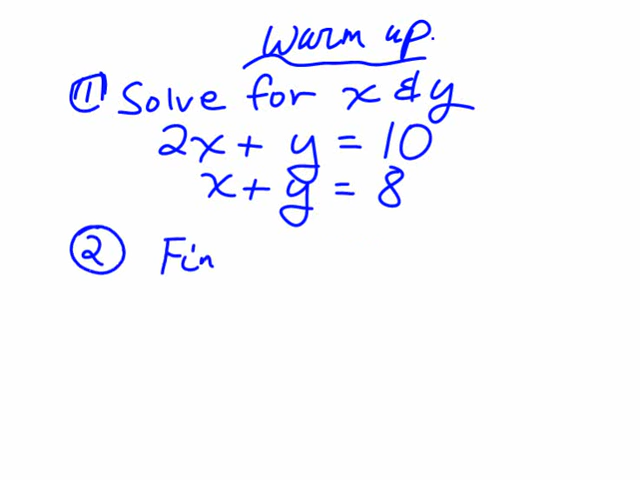 Warm up.
① Solve for x & y
2x + y = 10
x + y = 8
② Fin